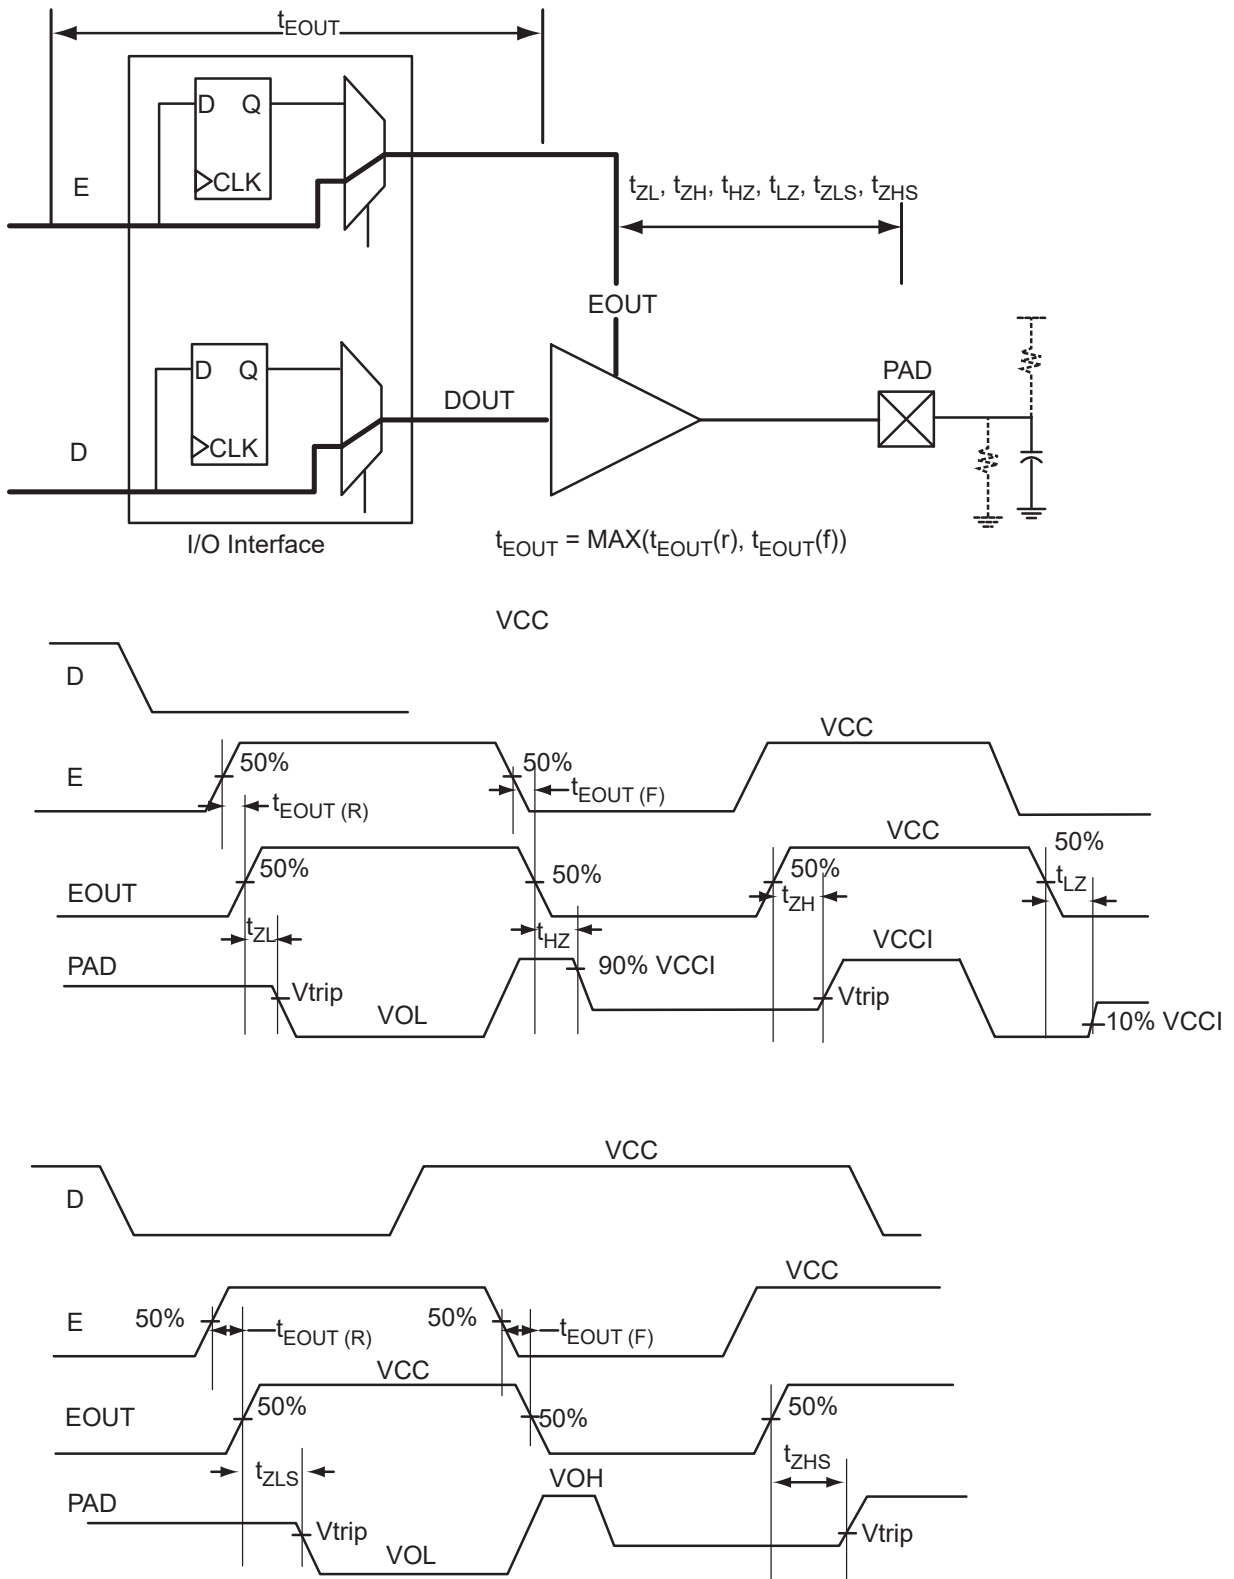 tEOUT
D Q
CLK
E
tZL, tZH, tHZ, tLZ, tZLS, tZHS
EOUT
D Q
CLK
DOUT
PAD
D
I/O Interface
tEOUT = MAX(tEOUT(r), tEOUT(f))
VCC
D
VCC
E
50%
50%
tEOUT (R)
tEOUT (F)
VCC
50%
EOUT
50%
50%
50%
tZL
tHZ
tZH
tLZ
PAD
VCCI
90% VCCI
Vtrip
Vtrip
VOL
10% VCCI
VCC
D
VCC
E
50%
50%
tEOUT (R)
tEOUT (F)
VCC
EOUT
50%
50%
50%
tZLS
tZHS
PAD
VOH
Vtrip
Vtrip
VOL